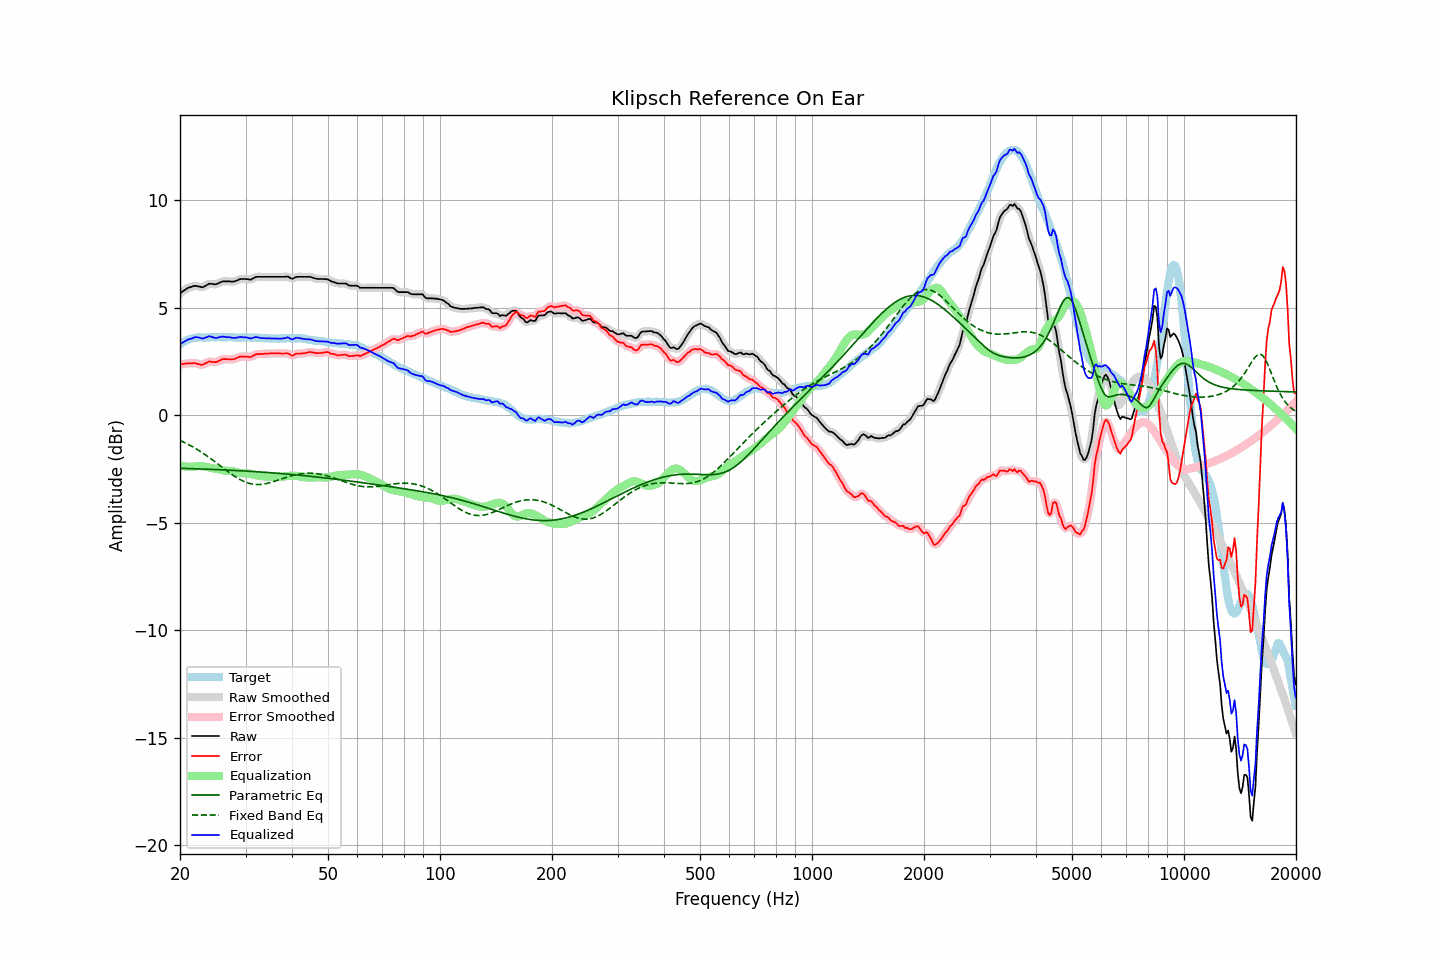 Klipsch Reference On Ear
Amplitude (dBr)
10
5
0
−5
−10
−15
−20
Target
Raw Smoothed
Error Smoothed
Raw
Error
Equalization
Parametric Eq
Fixed Band Eq
Equalized
20 50 100 200 500 1000 2000 5000 10000 20000
Frequency (Hz)